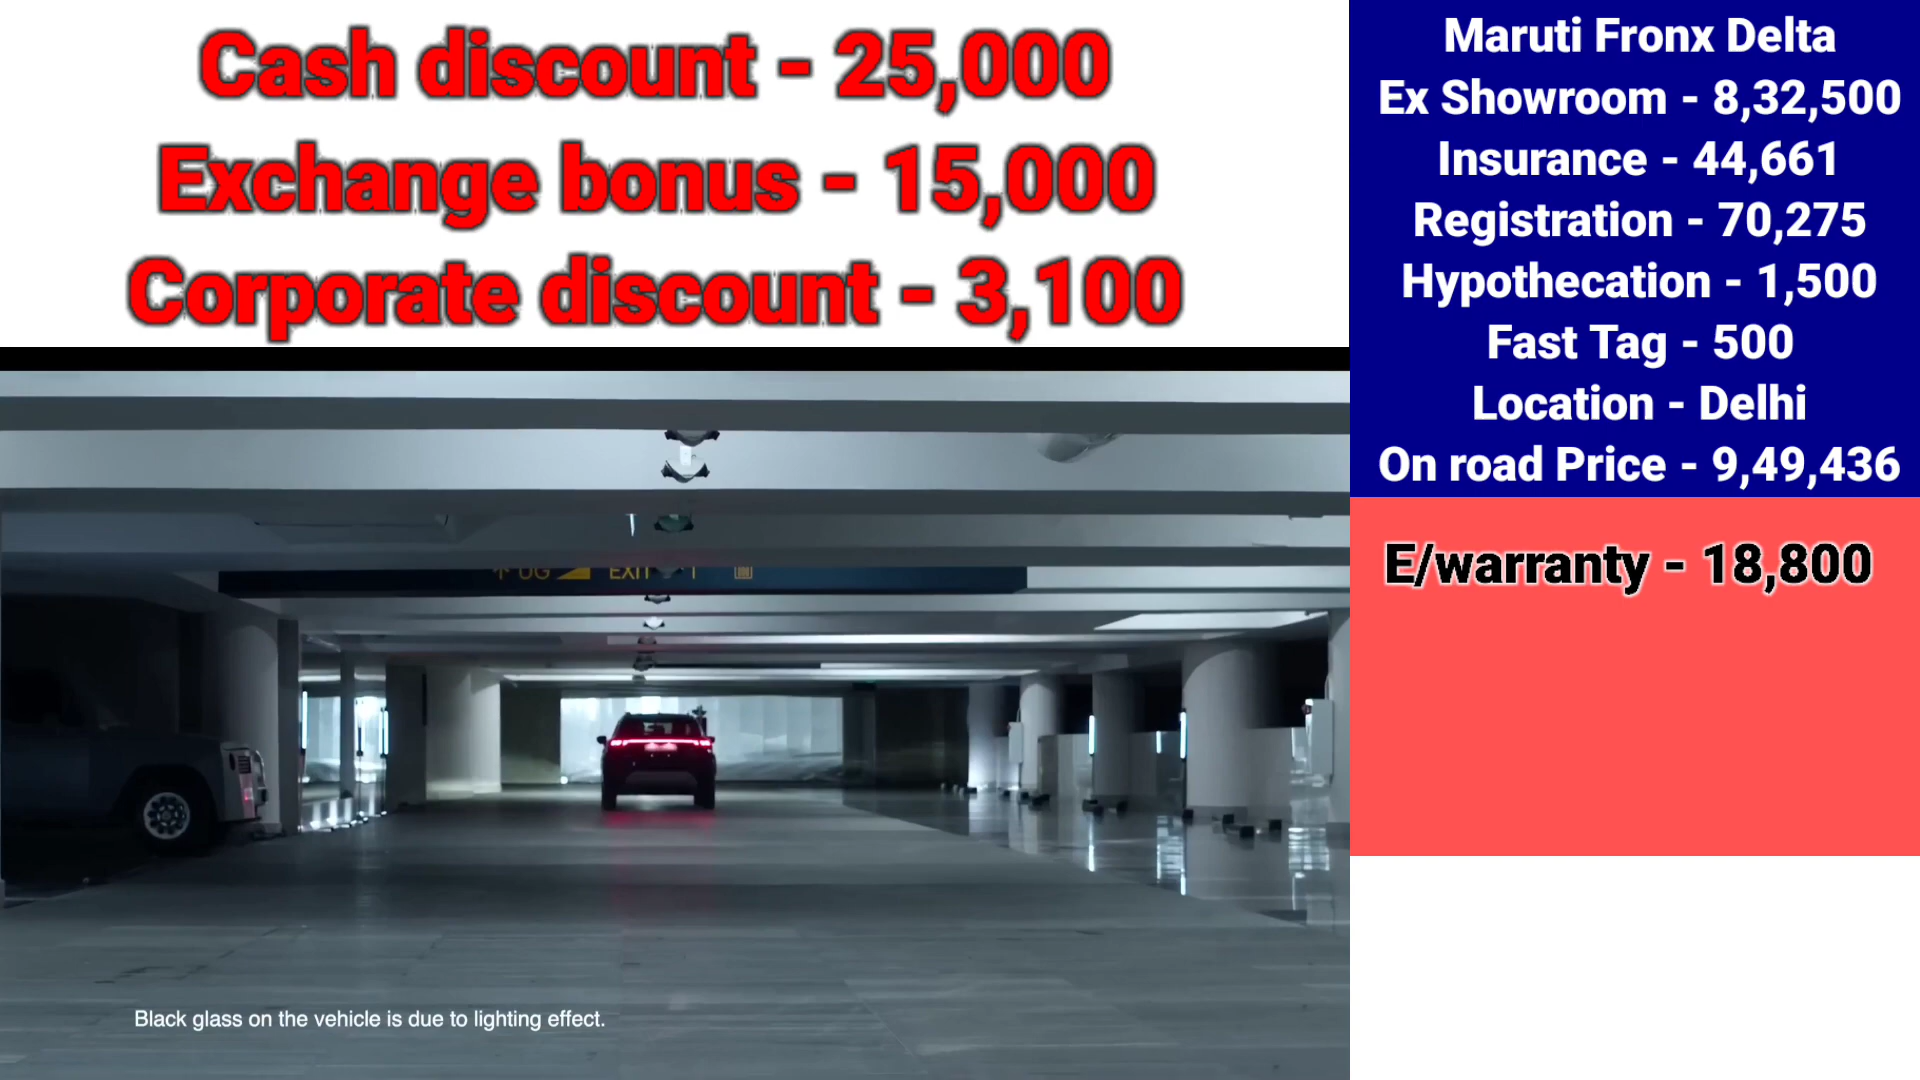 Cash discount - 25,000
Exchange bonus - 15,000
Corporate discount - 3,100
Maruti Fronx Delta
Ex Showroom - 8,32,500
Insurance - 44,661
Registration - 70,275
Hypothecation - 1,500
Fast Tag - 500
Location - Delhi
On road Price - 9,49,436
E/warranty - 18,800
UG EXIT
Black glass on the vehicle is due to lighting effect.